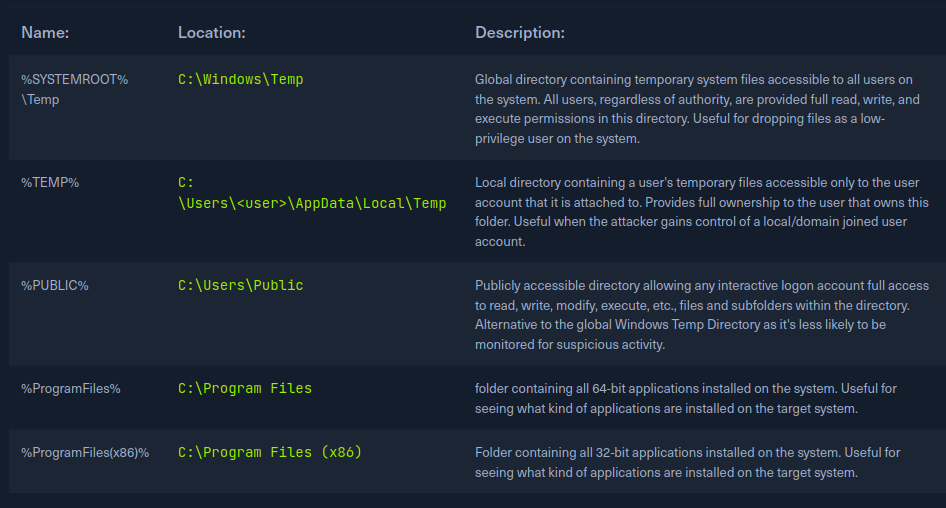 Name: Location: Description:
%SYSTEMROOT% C:\Windows\Temp Global directory containing temporary system files accessible to all users on
\Temp the system. All users, regardless of authority, are provided full read, write, and
execute permissions in this directory. Useful for dropping files as a low-
privilege user on the system.
%TEMP% C: Local directory containing a user's temporary files accessible only to the user
\Users\<user>\AppData\Local\Temp account that it is attached to. Provides full ownership to the user that owns this
folder. Useful when the attacker gains control of a local/domain joined user
account.
%PUBLIC% C:\Users\Public Publicly accessible directory allowing any interactive logon account full access
to read, write, modify, execute, etc., files and subfolders within the directory.
Alternative to the global Windows Temp Directory as it's less likely to be
monitored for suspicious activity.
%ProgramFiles% C:\Program Files folder containing all 64-bit applications installed on the system. Useful for
seeing what kind of applications are installed on the target system.
%ProgramFiles(x86)% C:\Program Files (x86) Folder containing all 32-bit applications installed on the system. Useful for
seeing what kind of applications are installed on the target system.